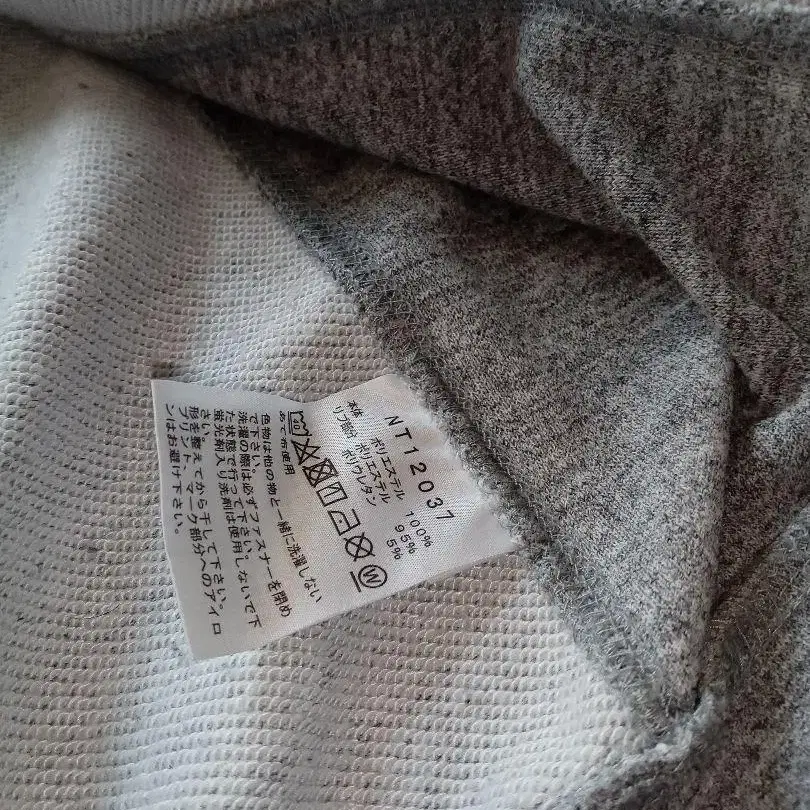 NT12037
本体 ポリエステル 100%
リブ部分 ポリエステル 95%
ポリウレタン 5%
40
W
あて布使用
色物は他の物と一緒に洗濯しない
で下さい。
洗濯の際は必ずファスナーを閉め
た状態で行って下さい。
蛍光剤入り洗剤は使用しないで下
さい。
形を整えてから干して下さい。
プリント、マーク部分へのアイロ
ンはお避け下さい。